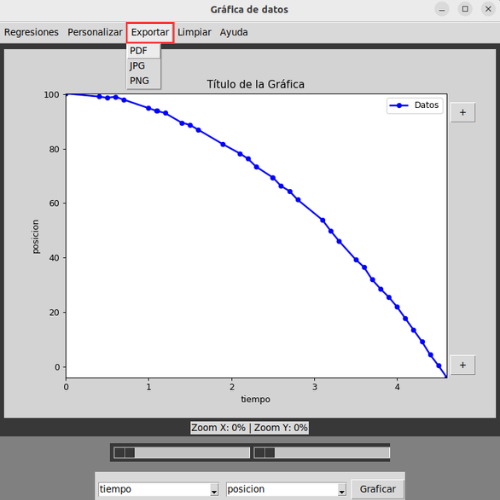 Gráfica de datos
Regresiones Personalizar Exportar Limpiar Ayuda
PDF
JPG
PNG
Título de la Gráfica
100
80
60
40
20
0
posicion
Datos
+
+
0 1 2 3 4
tiempo
Zoom X: 0% | Zoom Y: 0%
tiempo posicion Graficar